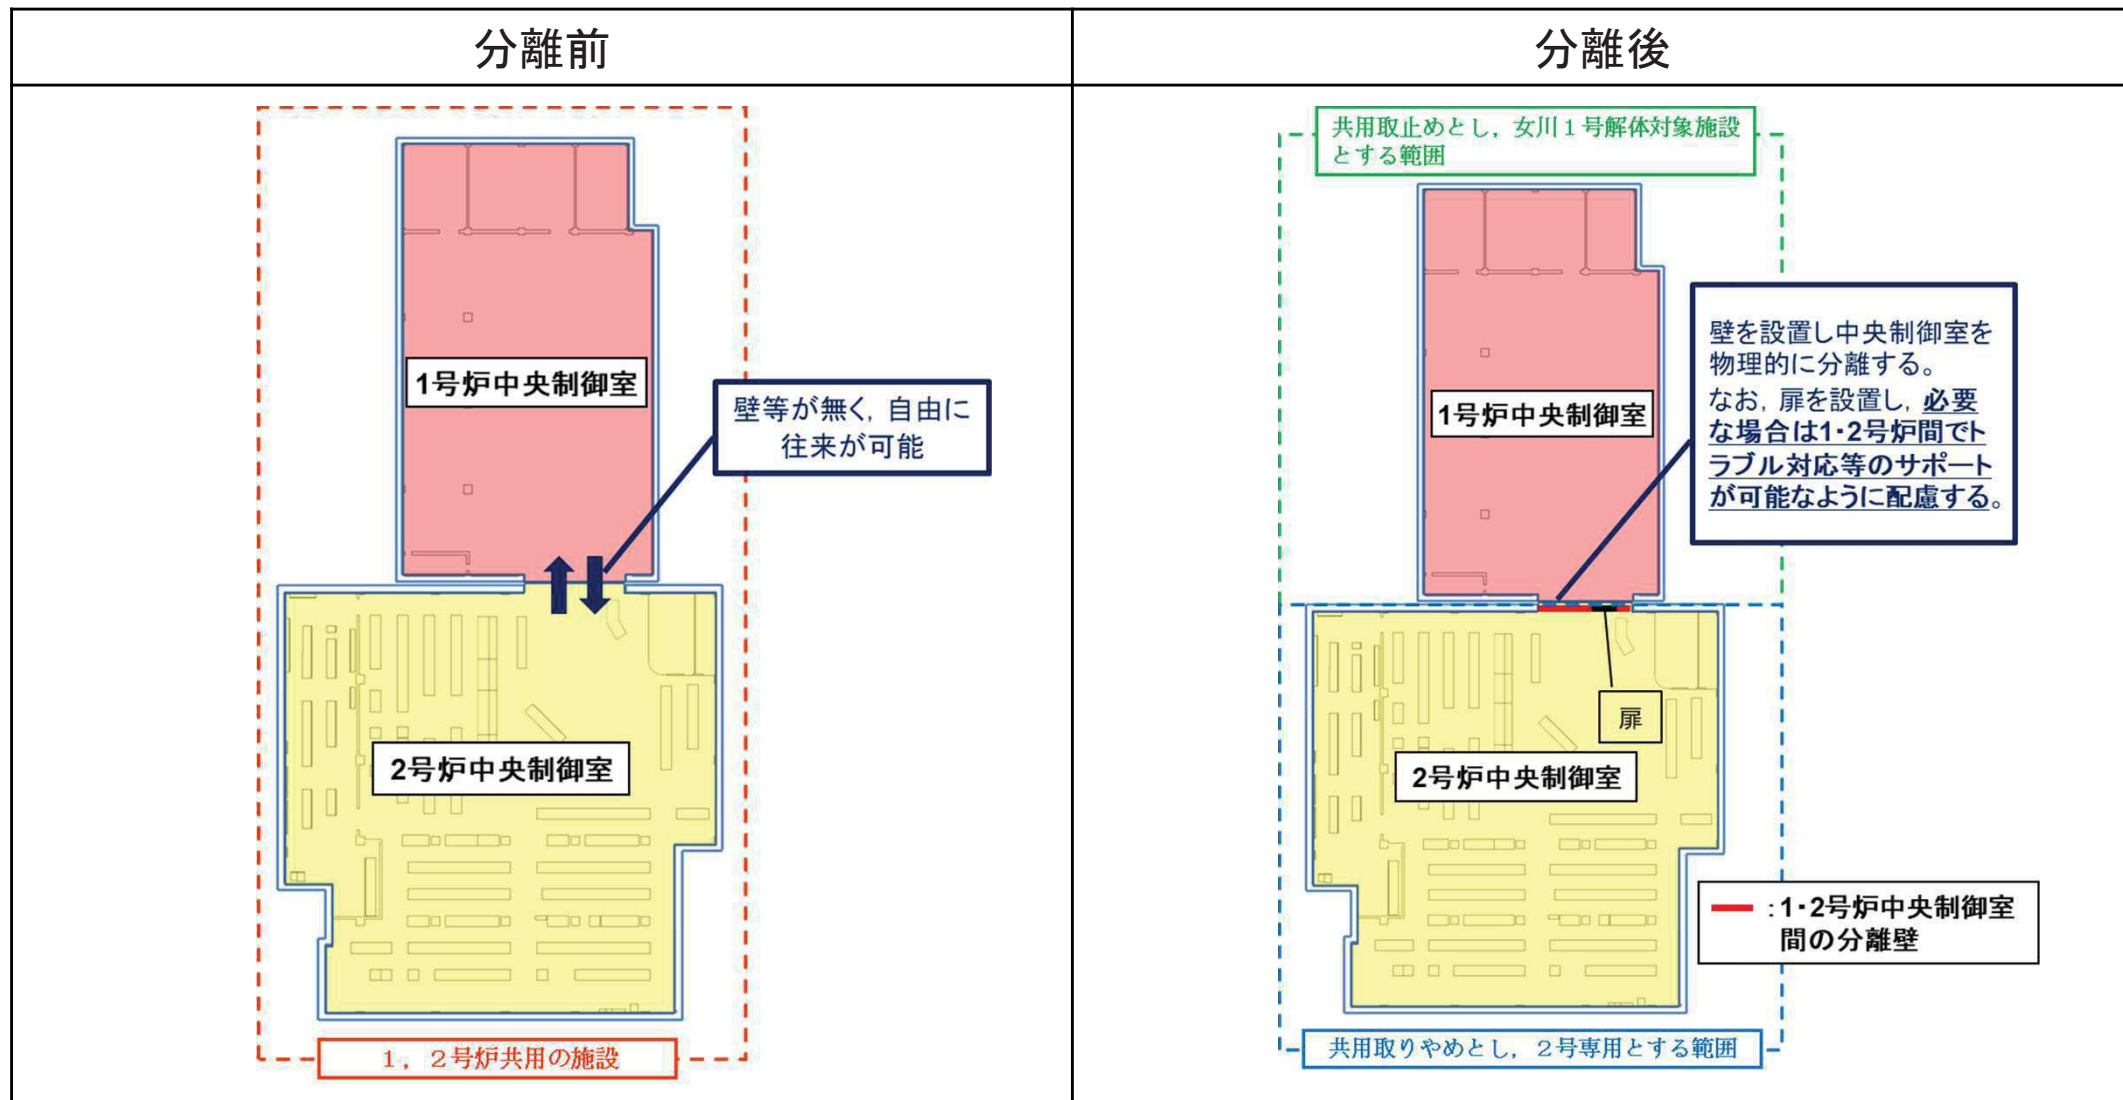 分離前
分離後
1号炉中央制御室
壁等が無く，自由に
往来が可能
2号炉中央制御室
１，２号炉共用の施設
共用取止めとし，女川１号解体対象施設
とする範囲
1号炉中央制御室
壁を設置し中央制御室を
物理的に分離する。
なお，扉を設置し，必要
な場合は1・2号炉間でト
ラブル対応等のサポート
が可能なように配慮する。
扉
2号炉中央制御室
：1・2号炉中央制御室
間の分離壁
共用取りやめとし，２号専用とする範囲